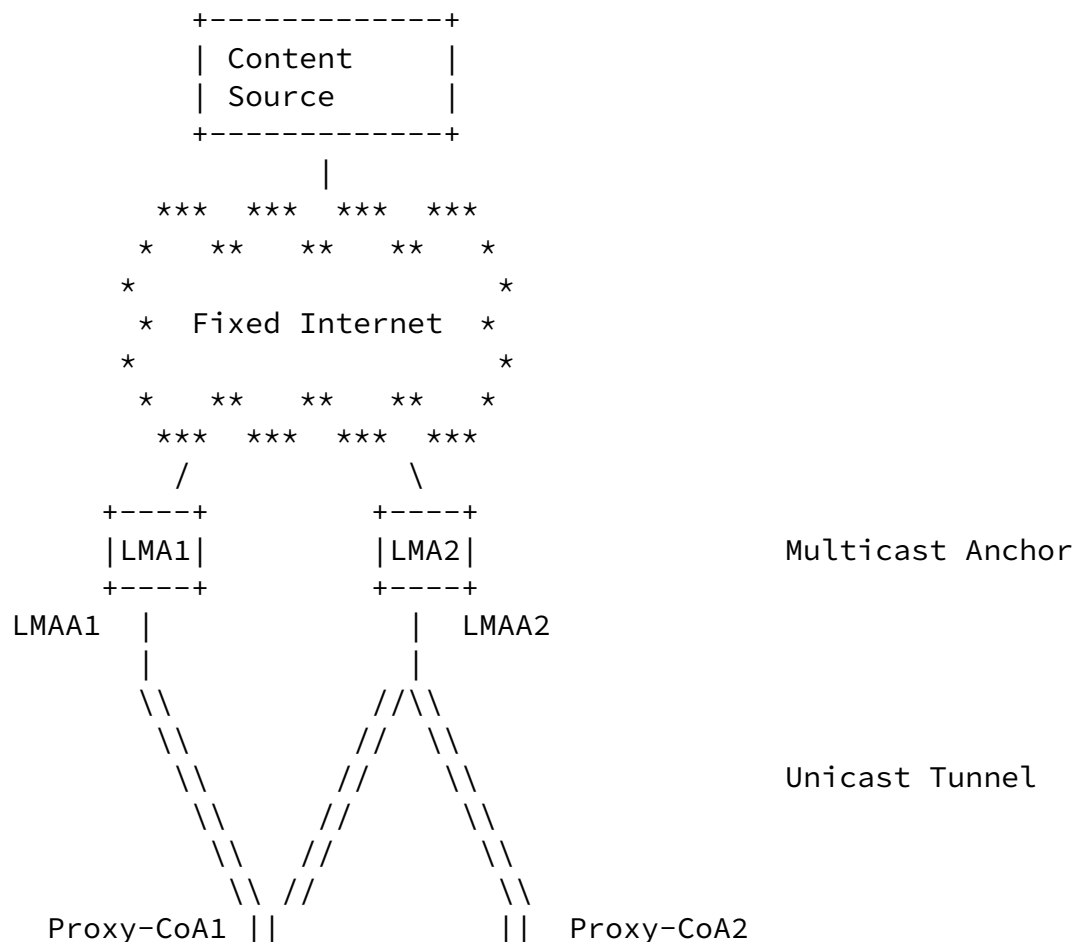 Content
Source
Fixed Internet
LMA1 LMA2 Multicast Anchor
LMAA1 LMAA2
Unicast Tunnel
Proxy-CoA1 Proxy-CoA2